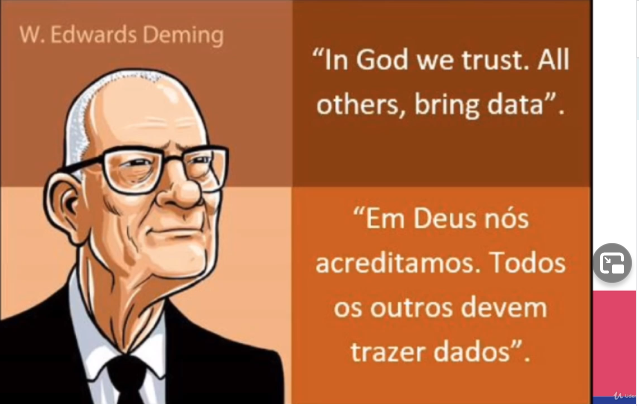 W. Edwards Deming
“In God we trust. All
others, bring data”.
“Em Deus nós
acreditamos. Todos
os outros devem
trazer dados”.